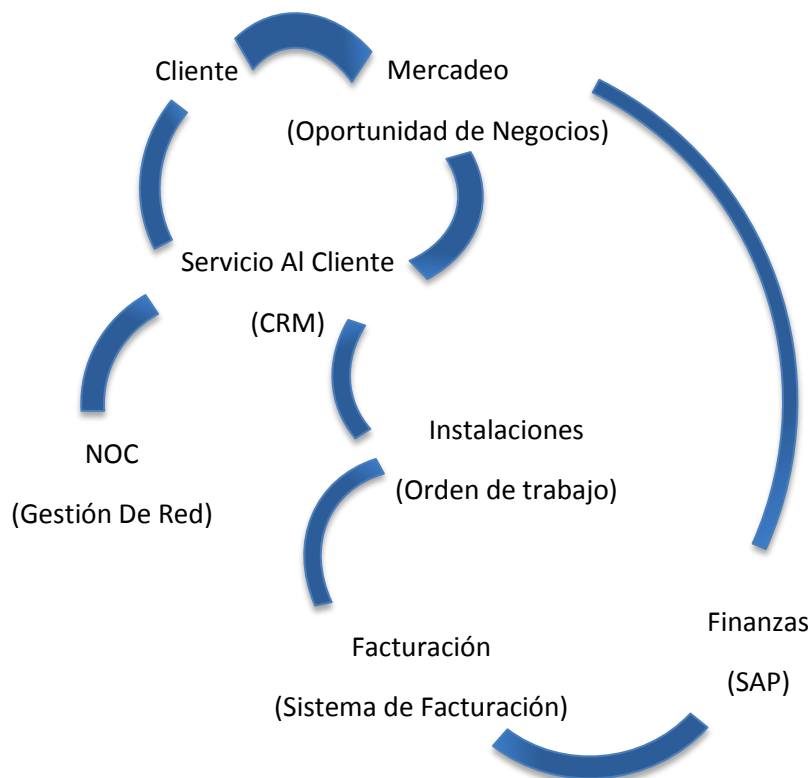 Cliente
Mercadeo
(Oportunidad de Negocios)
Servicio Al Cliente
(CRM)
Instalaciones
(Orden de trabajo)
NOC
(Gestión De Red)
Facturación
(Sistema de Facturación)
Finanzas
(SAP)